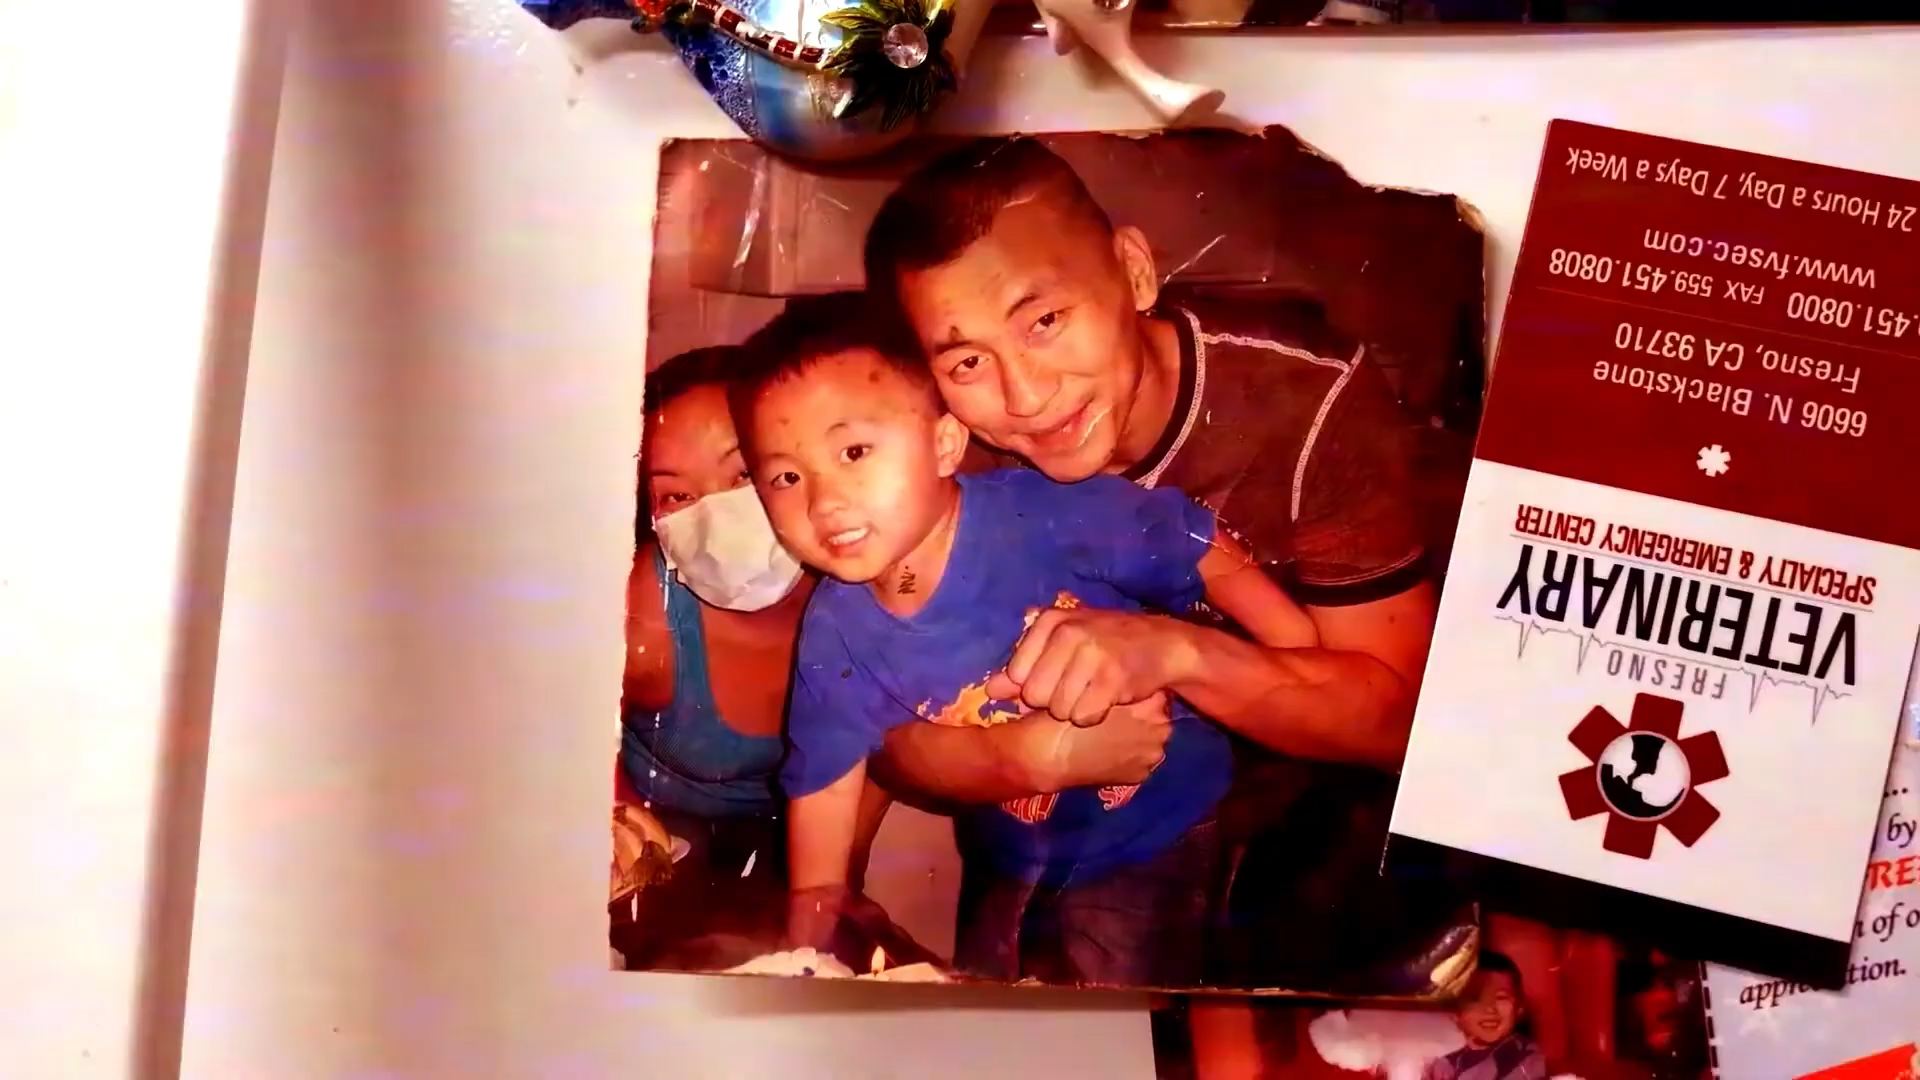 FRESNO
VETERINARY
SPECIALTY & EMERGENCY CENTER
6606 N. Blackstone
Fresno, CA 93710
.451.0800 FAX 559.451.0808
www.fvsec.com
24 Hours a Day, 7 Days a Week
...
by
of o
tion.